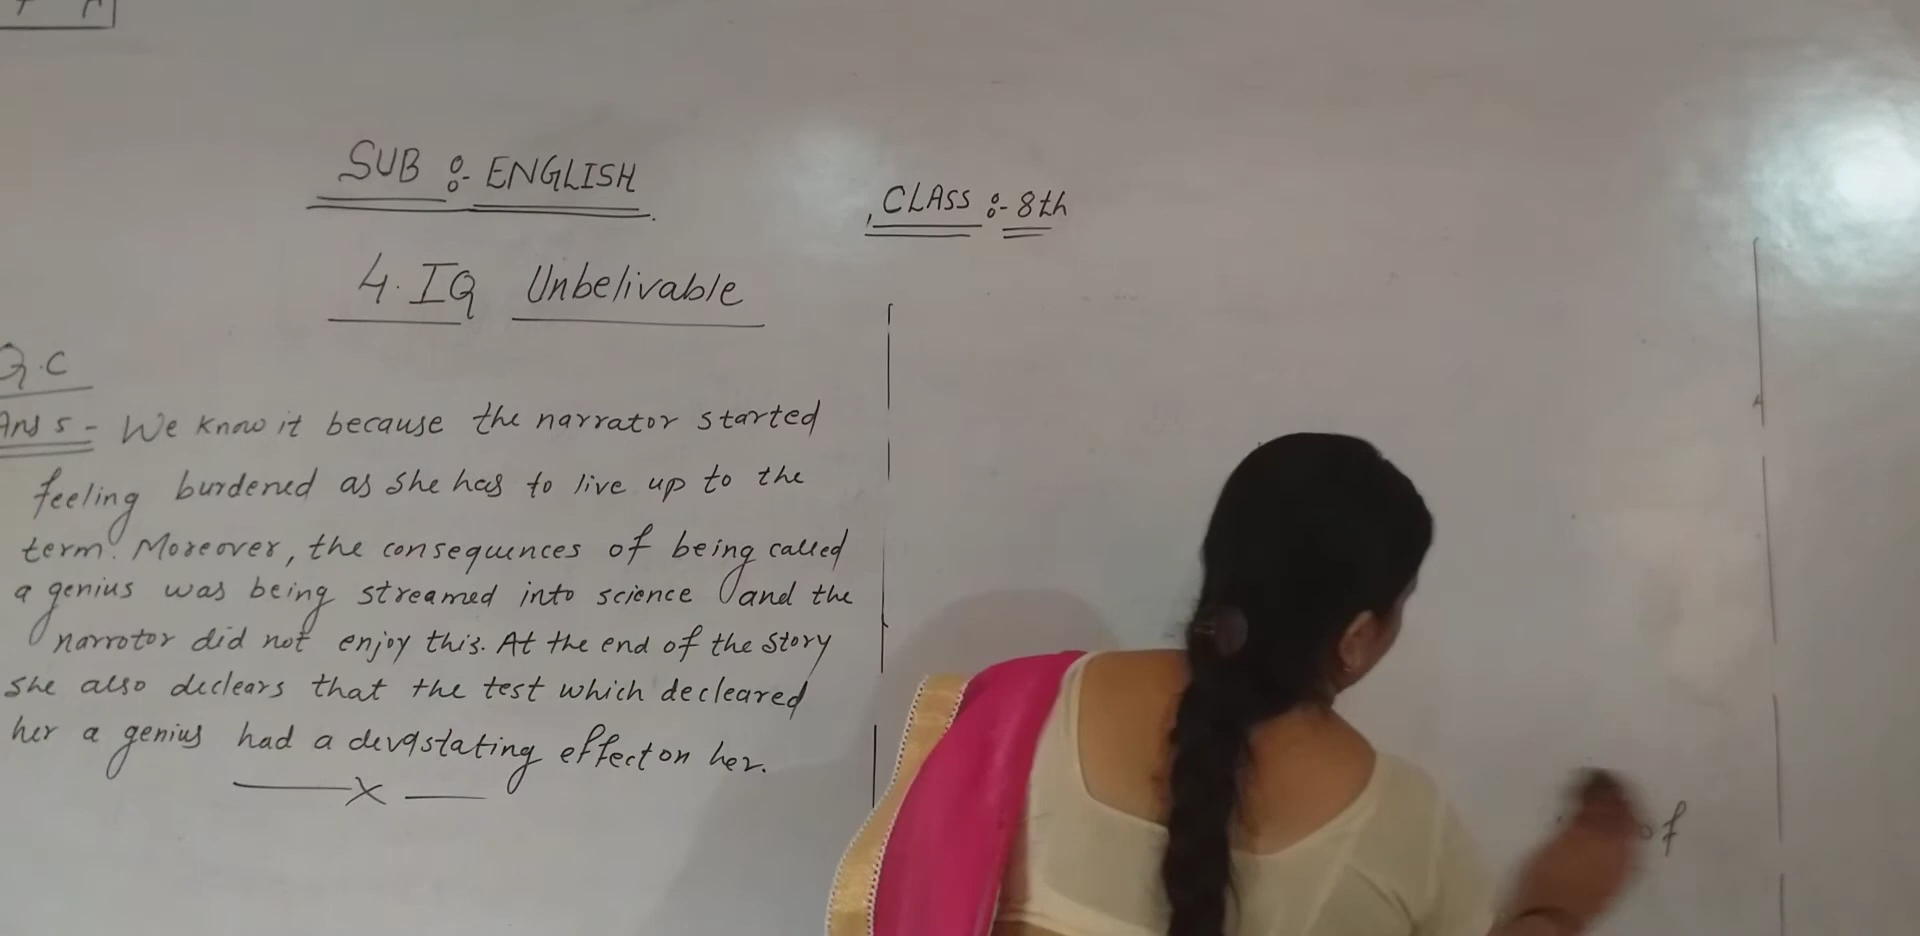 SUB :- ENGLISH
CLASS :- 8th
4. IQ Unbelivable
Q.C
Ans 5 - We know it because the narrator started
feeling burdened as she has to live up to the
term. Moreover, the consequences of being called
a genius was being streamed into science and the
narrotor did not enjoy this. At the end of the story
she also declears that the test which decleared
her a genius had a devastating effect on her.
x
of